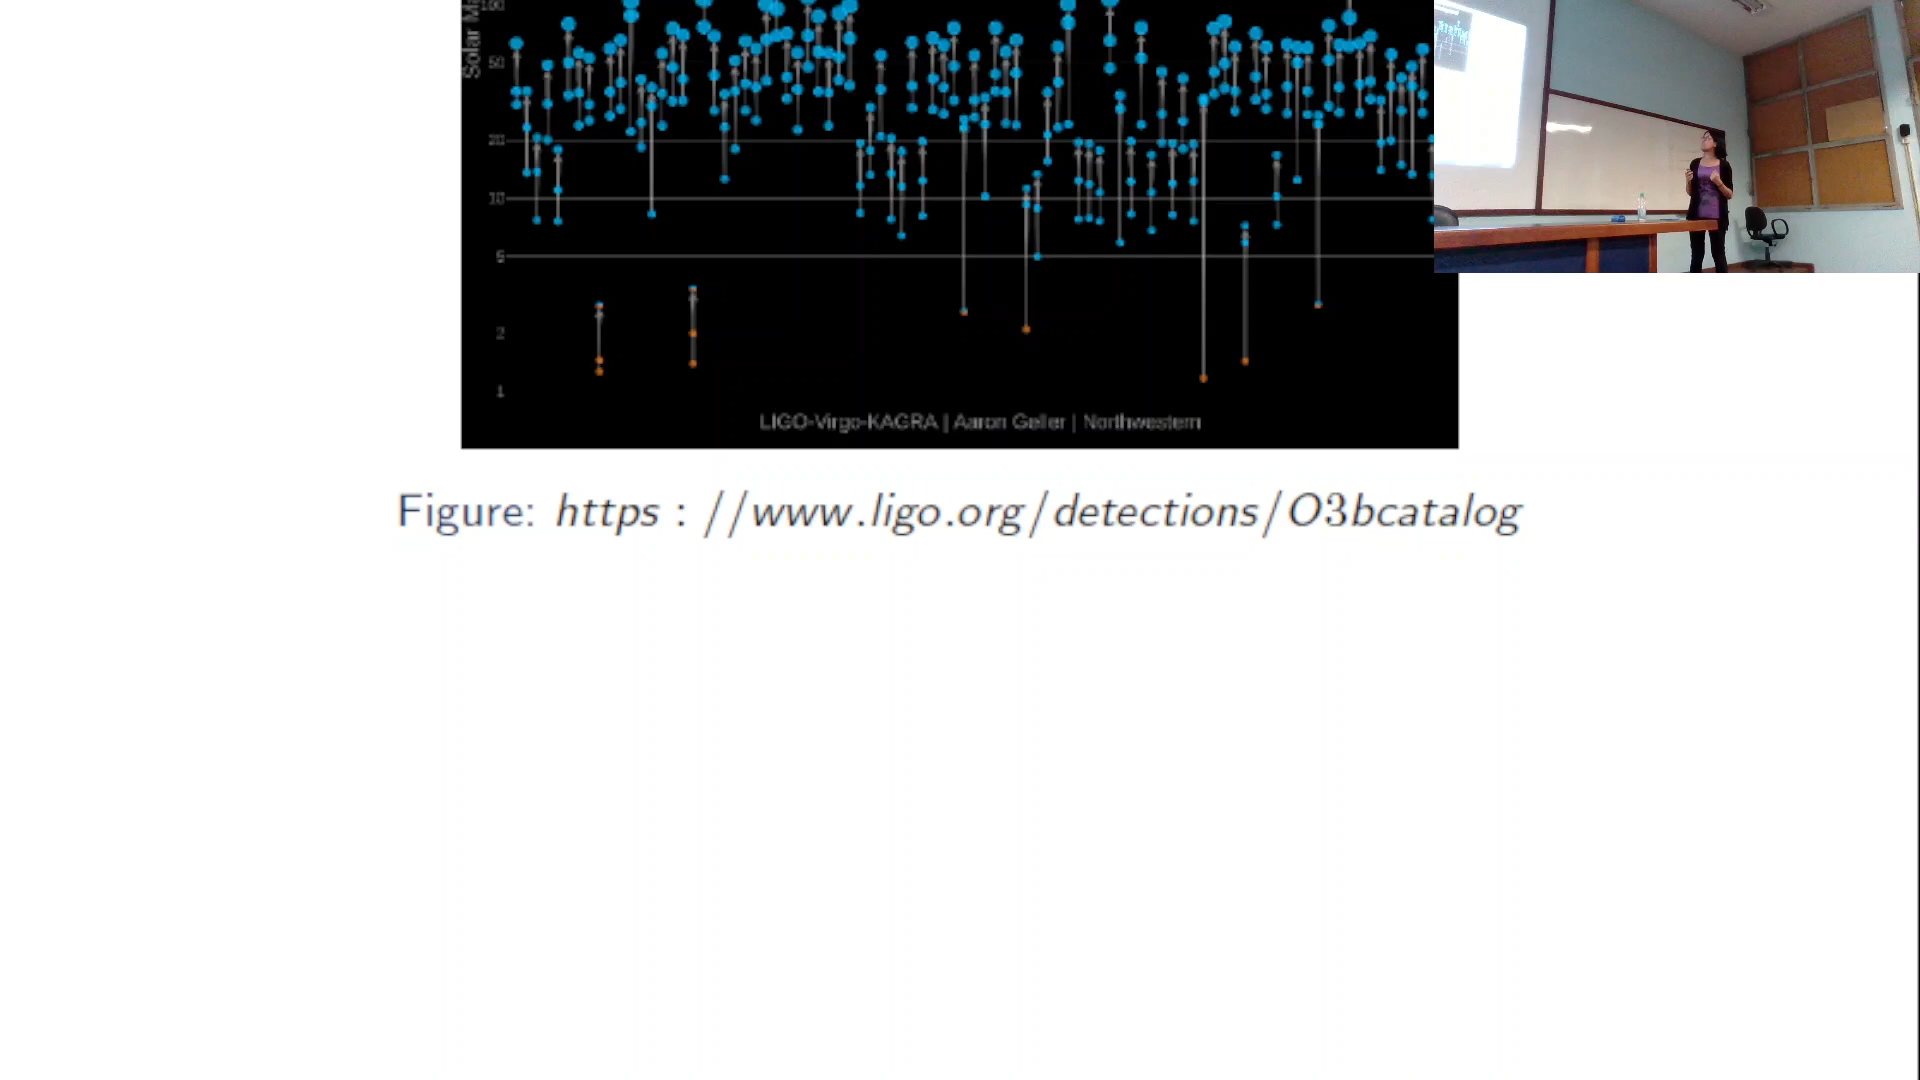 100
Solar Ma
50
20
10
5
2
1
LIGO-Virgo-KAGRA | Aaron Geller | Northwestern
Figure: https : //www.ligo.org/detections/O3bcatalog